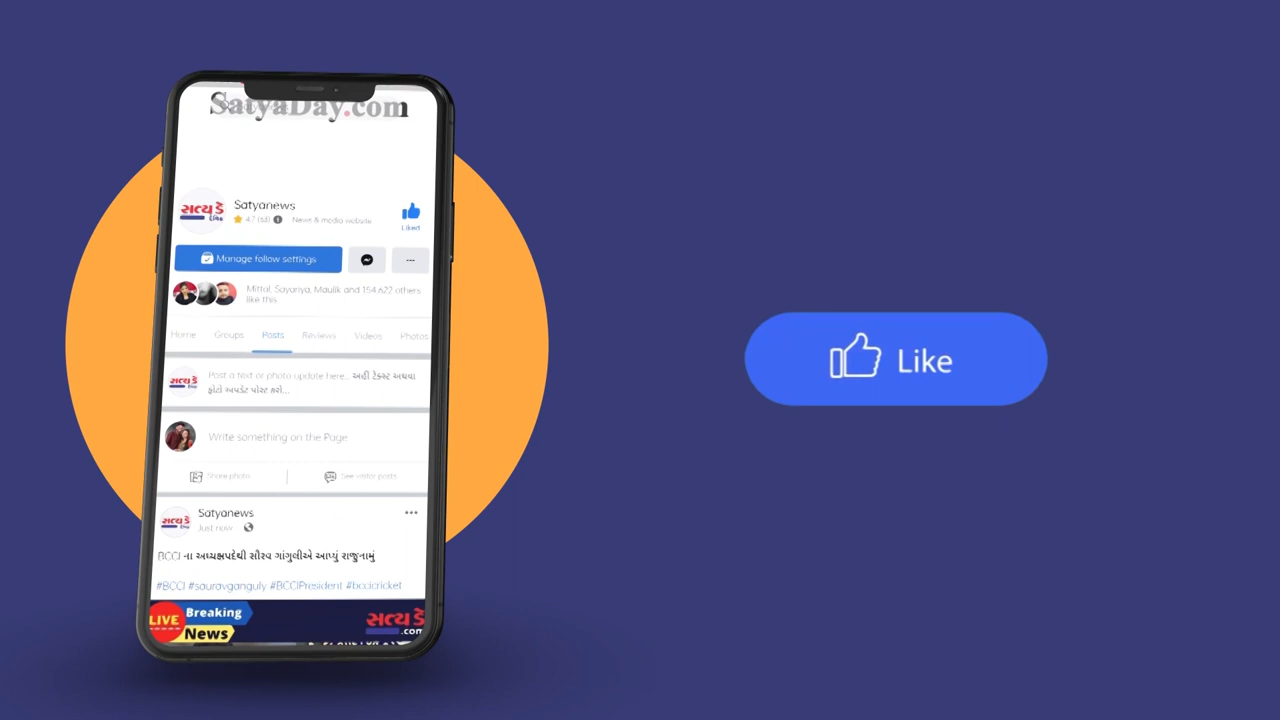 SatyaDay.com
સત્ય ડે
Satyanews
4.7 News & media website
Liked
Manage follow settings
Mittal, Sayariya, Maulik and 154,622 others
like this
Home Groups Posts Reviews Videos Photos
Post a text or photo update here... અહીં ટેક્સ્ટ અથવા
ફોટો અપડેટ પોસ્ટ કરો...
Write something on the Page
Share photo See visitor posts
સત્ય ડે
Satyanews
Just now
BCCI ના અધ્યક્ષપદેથી સૌરવ ગાંગુલીએ આપ્યું રાજુનામું
#BCCI #sauravganguly #BCCIPresident #bccicricket
LIVE Breaking
News
સત્ય ડે
.com
Like